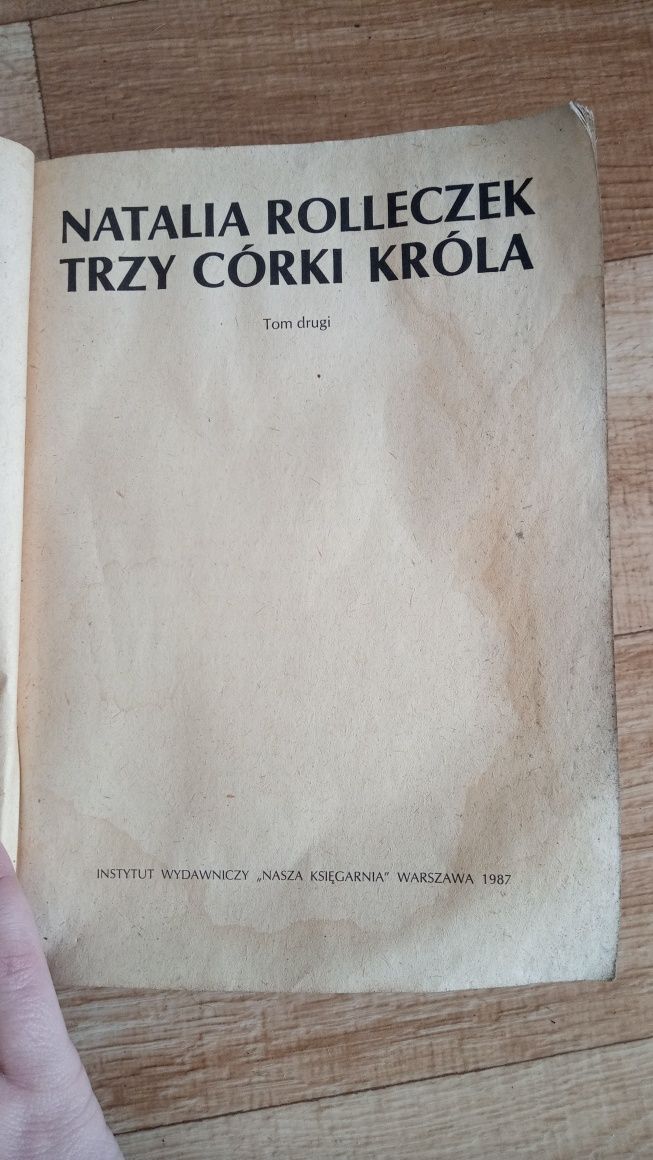 NATALIA ROLLECZEK
TRZY CÓRKI KRÓLA
Tom drugi
INSTYTUT WYDAWNICZY „NASZA KSIĘGARNIA" WARSZAWA 1987